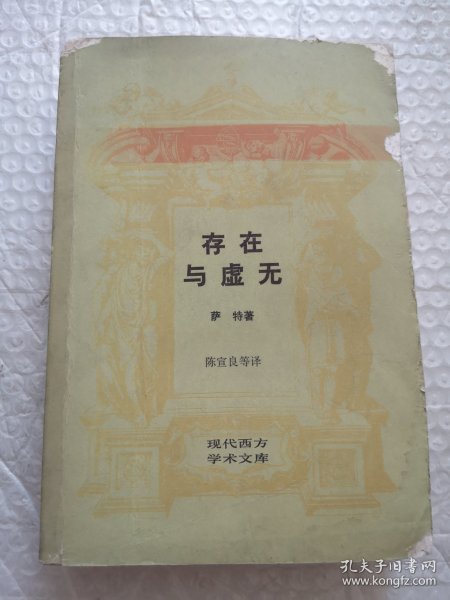 存在
与虚无
萨 特著
陈宣良等译
现代西方
学术文库
孔夫子旧书网
www.kongfz.com